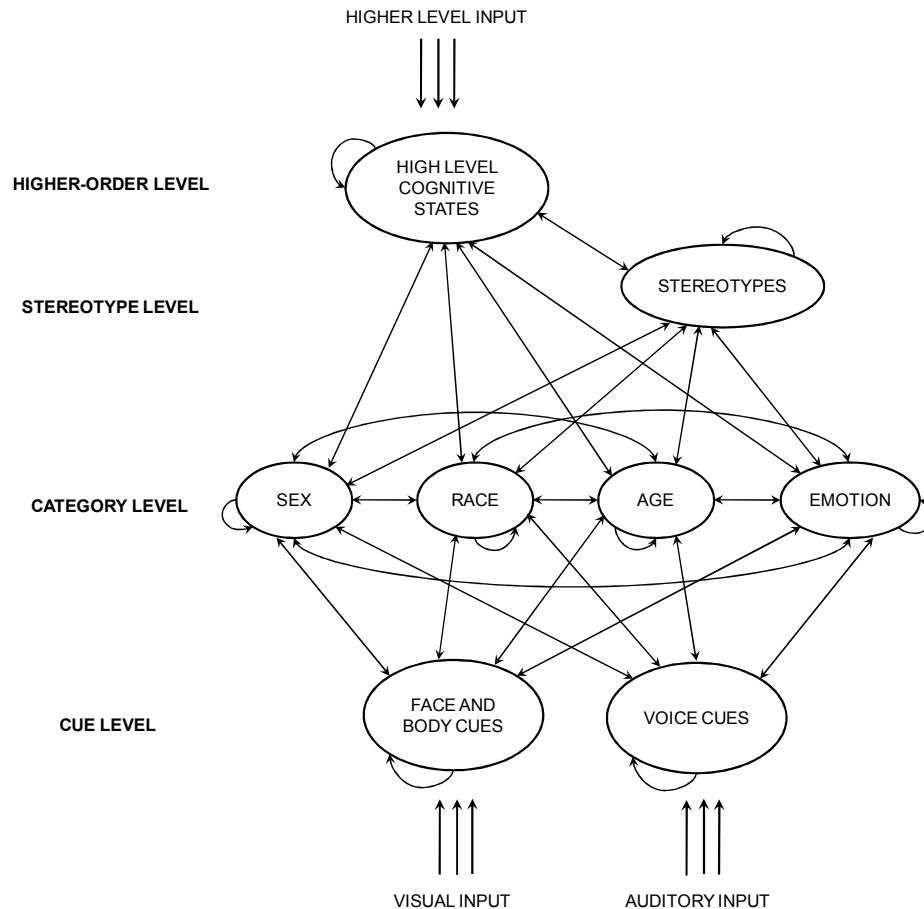 HIGHER LEVEL INPUT
HIGHER-ORDER LEVEL
HIGH LEVEL
COGNITIVE
STATES
STEREOTYPE LEVEL
STEREOTYPES
CATEGORY LEVEL
SEX
RACE
AGE
EMOTION
CUE LEVEL
FACE AND
BODY CUES
VOICE CUES
VISUAL INPUT
AUDITORY INPUT